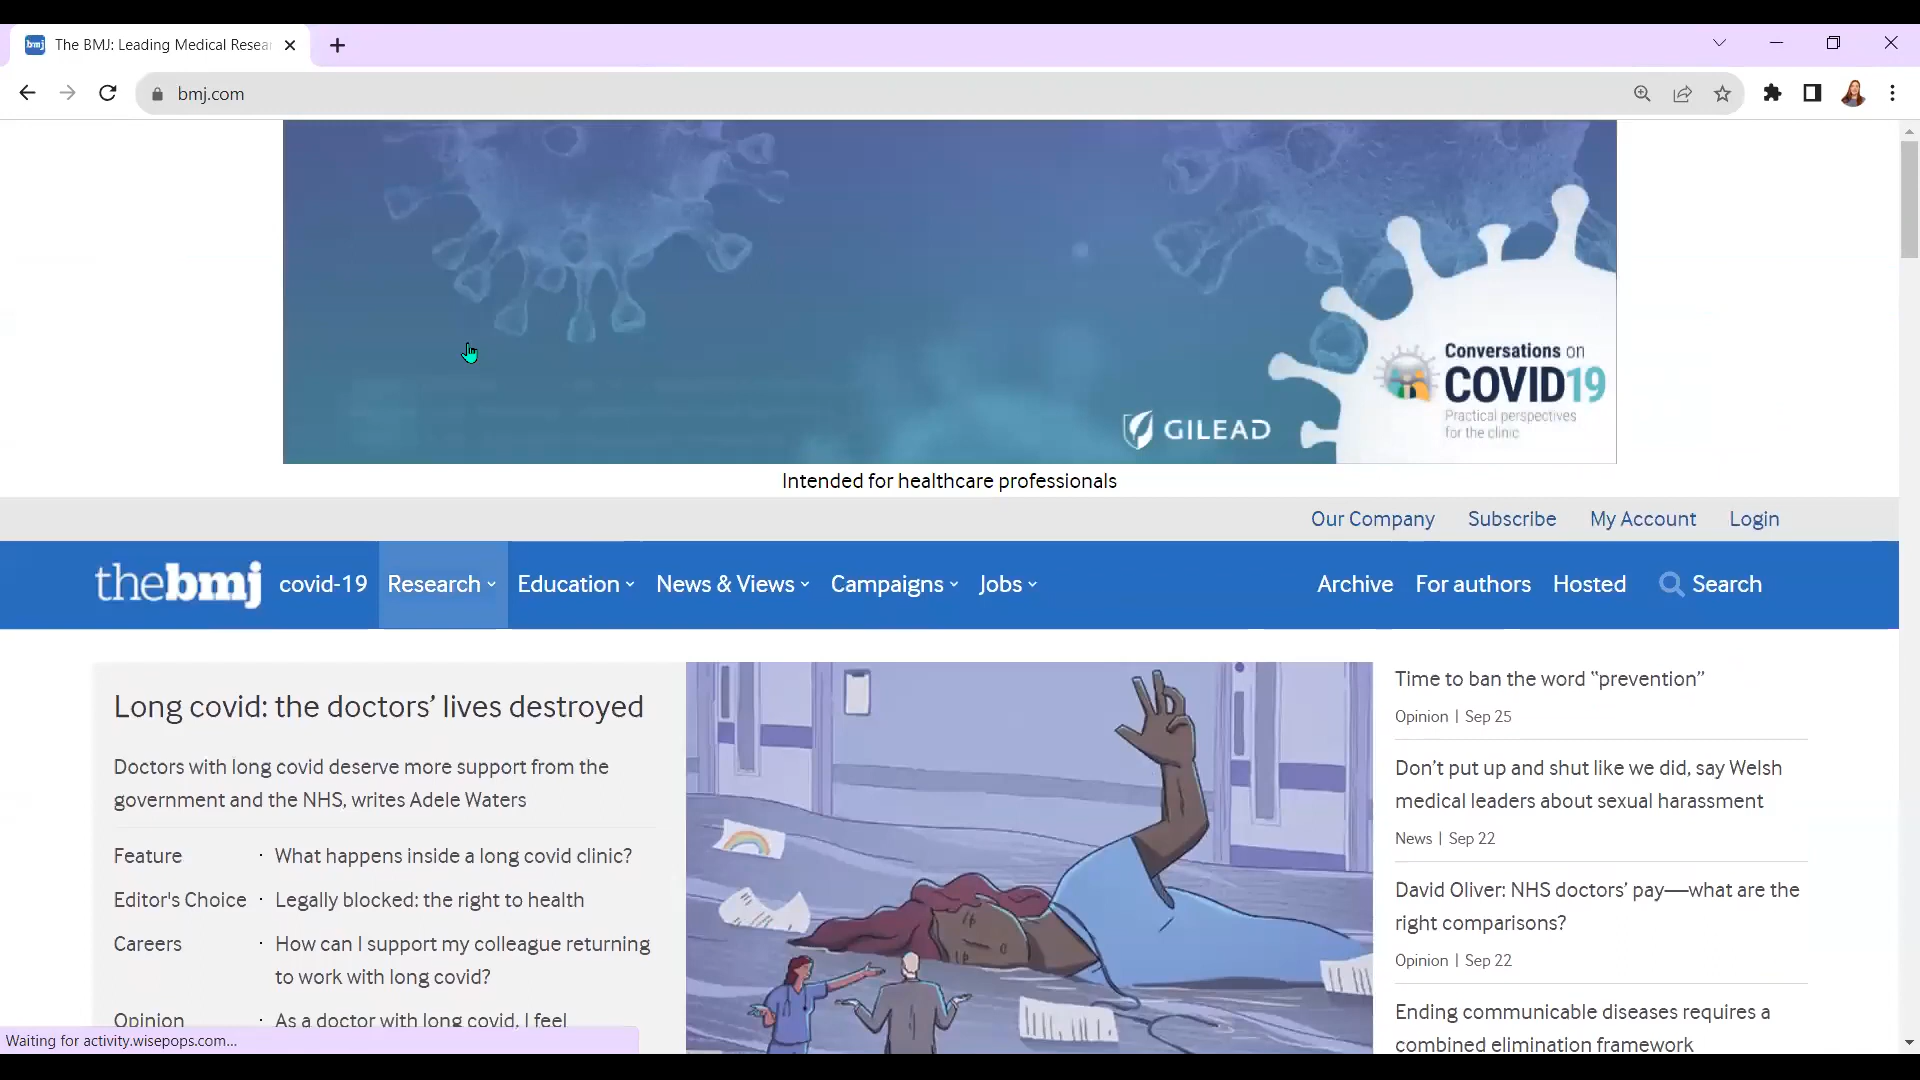 The BMJ: Leading Medical Resea
bmj.com
Conversations on
COVID19
Practical perspectives
for the clinic
GILEAD
Intended for healthcare professionals
Our Company Subscribe My Account Login
thebmj covid-19 Research Education News & Views Campaigns Jobs Archive For authors Hosted Search
Long covid: the doctors’ lives destroyed
Doctors with long covid deserve more support from the
government and the NHS, writes Adele Waters
Feature · What happens inside a long covid clinic?
Editor's Choice · Legally blocked: the right to health
Careers · How can I support my colleague returning
to work with long covid?
Opinion · As a doctor with long covid, I feel
Time to ban the word “prevention”
Opinion | Sep 25
Don’t put up and shut like we did, say Welsh
medical leaders about sexual harassment
News | Sep 22
David Oliver: NHS doctors’ pay—what are the
right comparisons?
Opinion | Sep 22
Ending communicable diseases requires a
combined elimination framework
Waiting for activity.wisepops.com...